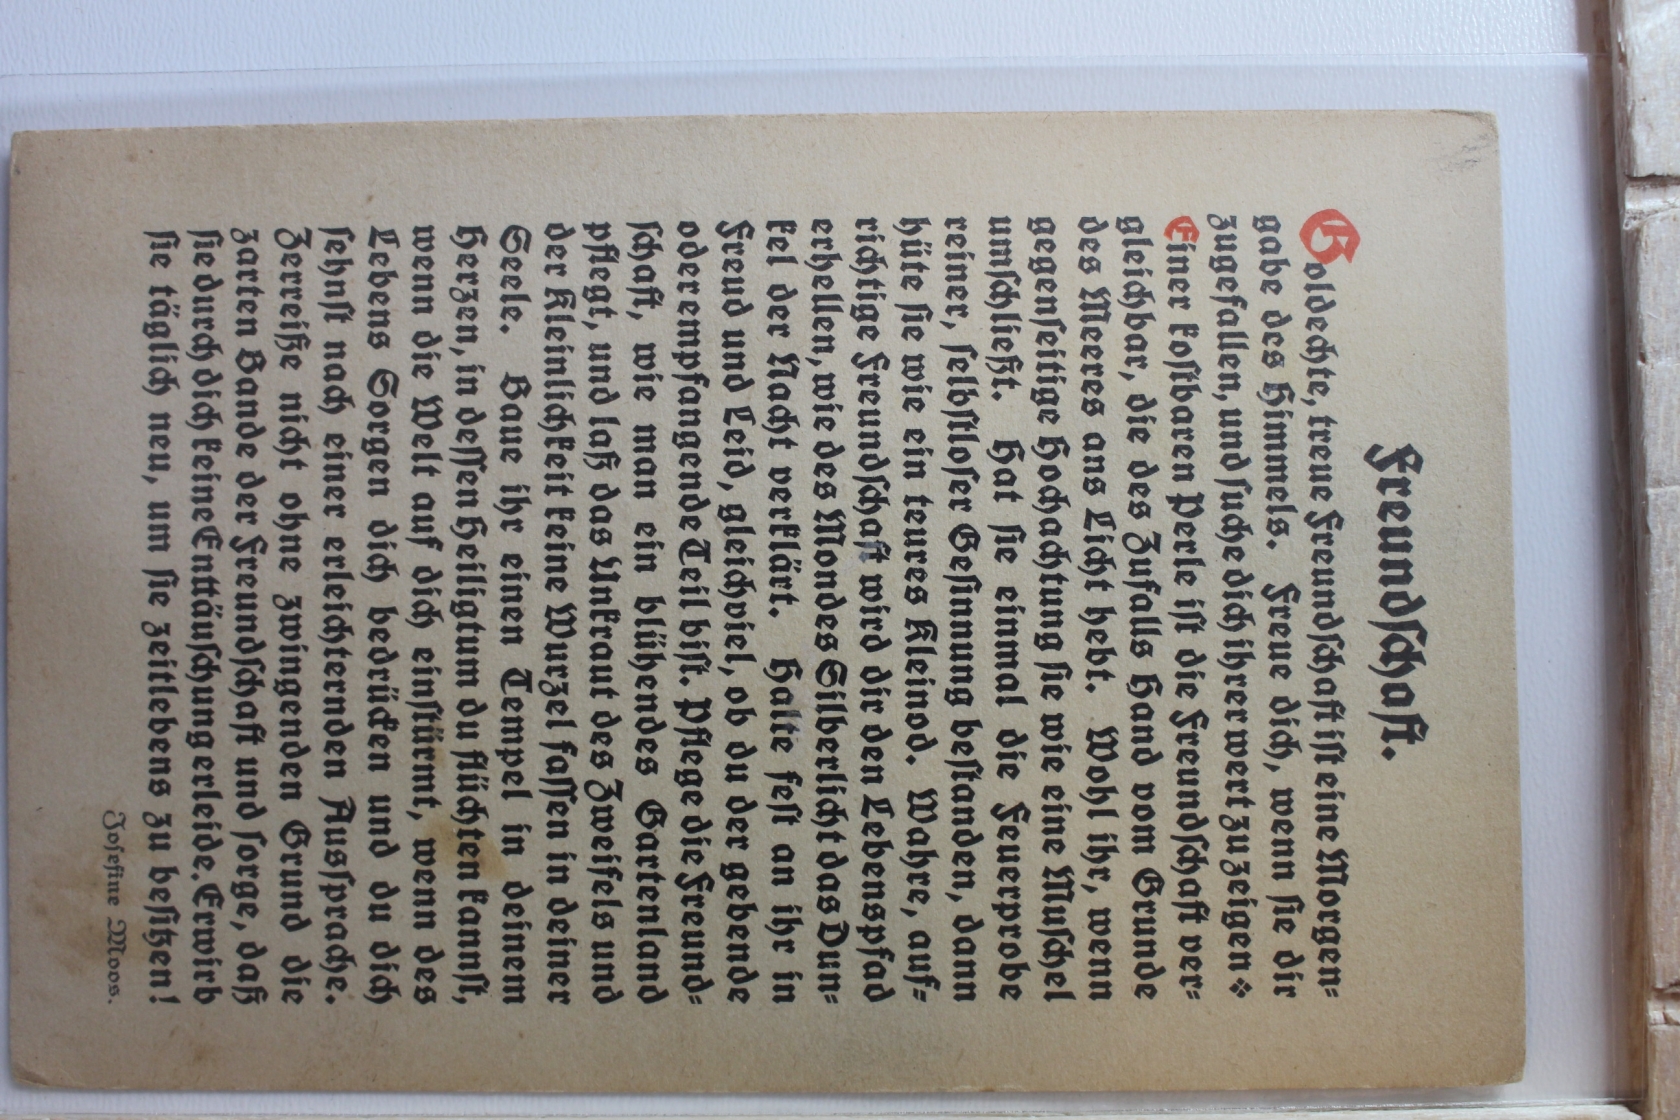 Freundschaft.
Goldechte, treue Freundschaft ist eine Morgen-
gabe des Himmels. Freue dich, wenn sie dir
zugefallen, und suche dich ihrer wert zu zeigen ❖
Einer kostbaren Perle ist die Freundschaft ver-
gleichbar, die des Zufalls Hand vom Grunde
des Meeres ans Licht hebt. Wohl ihr, wenn
gegenseitige Hochachtung sie wie eine Muschel
umschließt. Hat sie einmal die Feuerprobe
reiner, selbstloser Gesinnung bestanden, dann
hüte sie wie ein teures Kleinod. Wahre, auf-
richtige Freundschaft wird dir den Lebenspfad
erhellen, wie des Mondes Silberlicht das Dun-
kel der Nacht verklärt. Halte fest an ihr in
Freud und Leid, gleichviel, ob du der gebende
oder empfangende Teil bist. Pflege die Freund-
schaft, wie man ein blühendes Gartenland
pflegt, und laß das Unkraut des Zweifels und
der Kleinlichkeit keine Wurzel fassen in deiner
Seele. Baue ihr einen Tempel in deinem
Herzen, in dessen Heiligtum du flüchten kannst,
wenn die Welt auf dich einstürmt, wenn des
Lebens Sorgen dich bedrücken und du dich
sehnst nach einer erleichternden Aussprache.
Zerreiße nicht ohne zwingenden Grund die
zarten Bande der Freundschaft und sorge, daß
sie durch dich keine Enttäuschung erleide. Erwirb
sie täglich neu, um sie zeitlebens zu besitzen!
Josefine Moos.